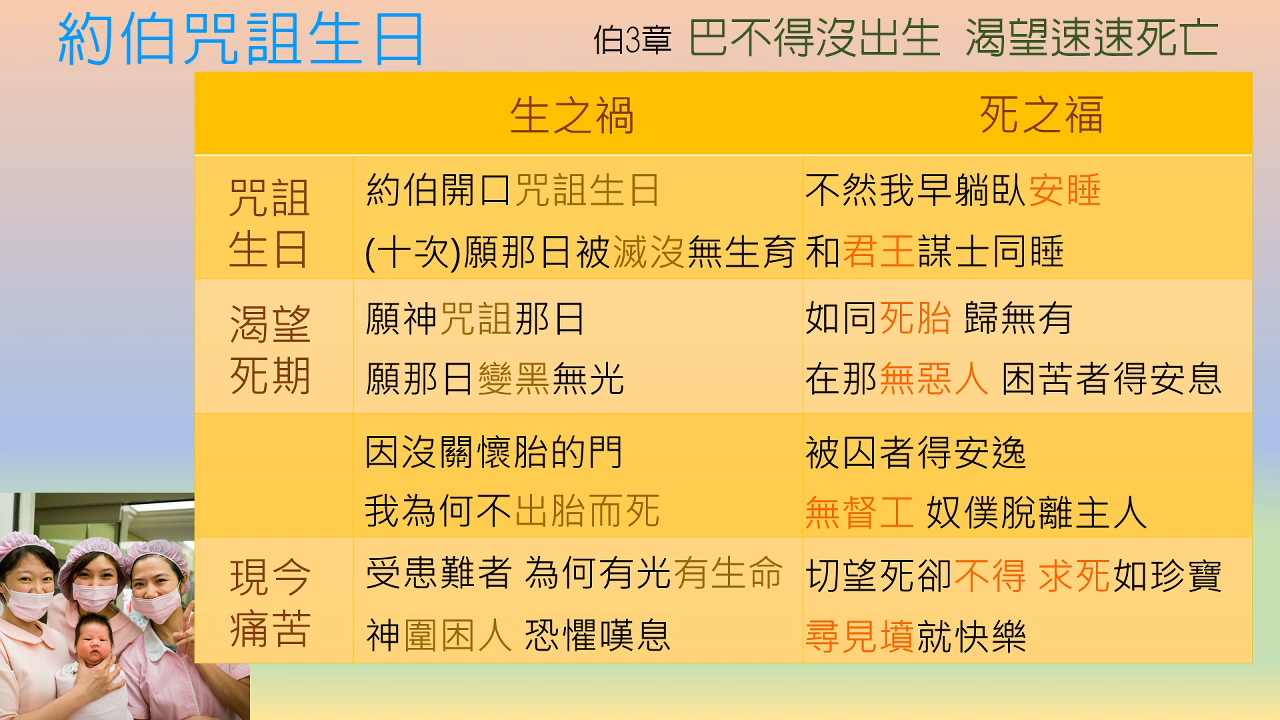 約伯咒詛生日
伯3章 巴不得沒出生 渴望速速死亡
生之禍 死之福
咒詛
生日
約伯開口咒詛生日
(十次)願那日被滅沒無生育
不然我早躺臥安睡
和君王謀士同睡
渴望
死期
願神咒詛那日
願那日變黑無光
如同死胎 歸無有
在那無惡人 困苦者得安息
因沒關懷胎的門
我為何不出胎而死
被囚者得安逸
無督工 奴僕脫離主人
現今
痛苦
受患難者 為何有光有生命
神圍困人 恐懼嘆息
切望死卻不得 求死如珍寶
尋見墳就快樂